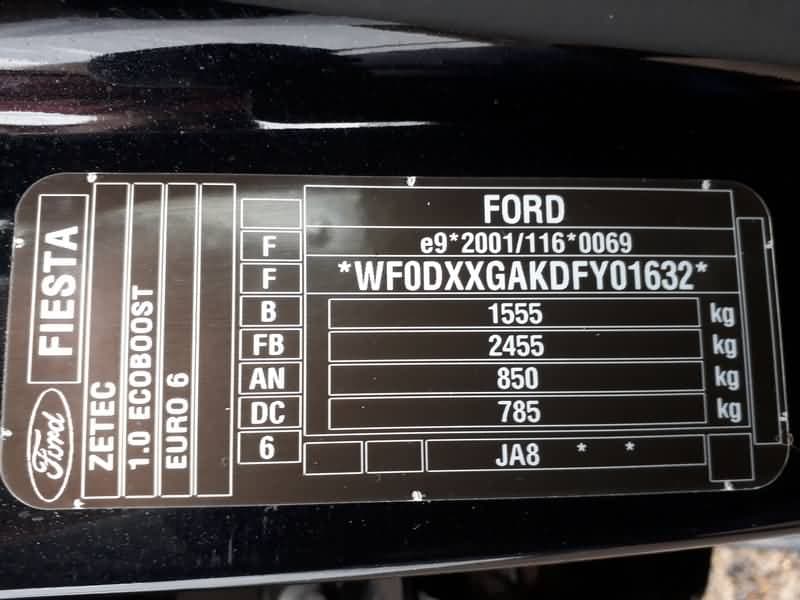 FIESTA
Ford
ZETEC
1.0 ECOBOOST
EURO 6
FORD
F e9*2001/116*0069
F *WF0DXXGAKDFY01632*
B 1555 kg
FB 2455 kg
AN 850 kg
DC 785 kg
6 JA8 * *